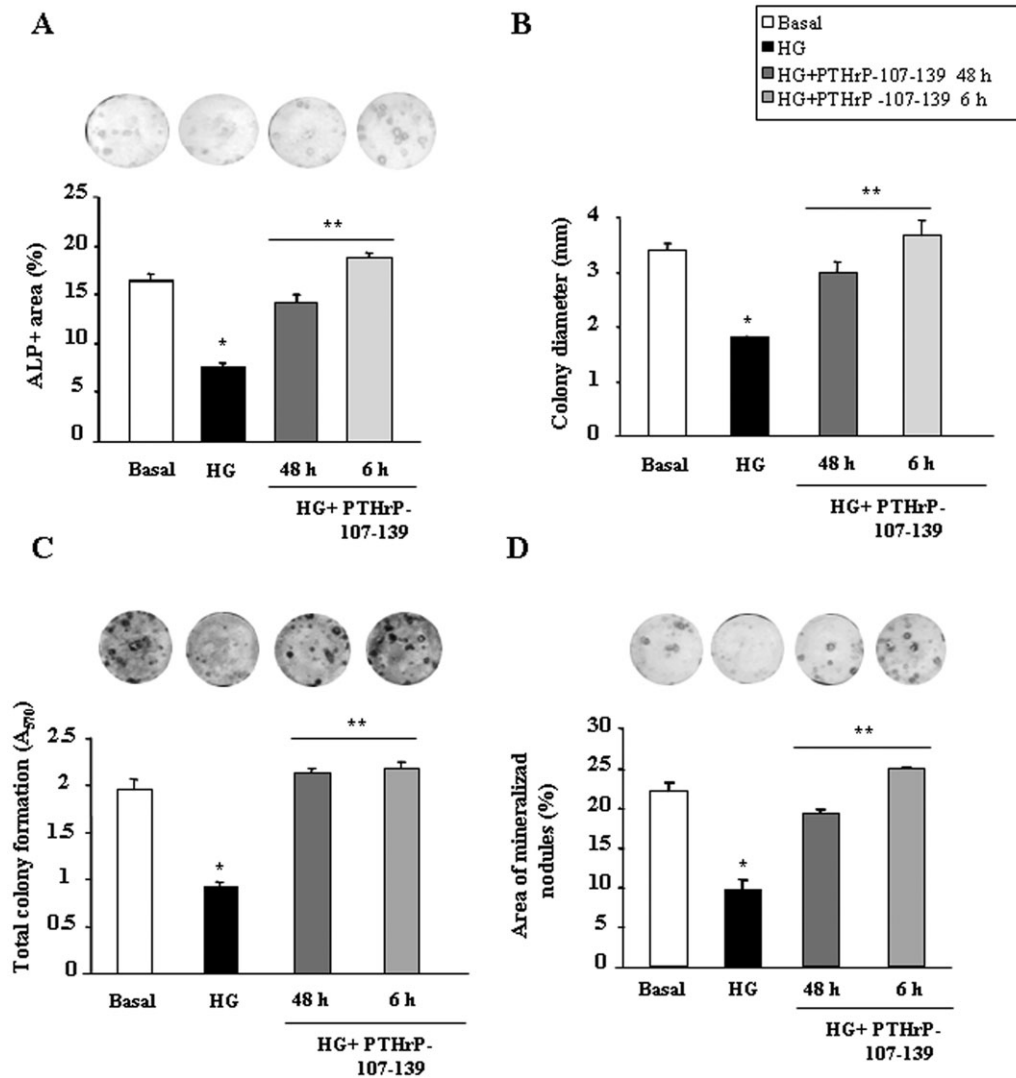 A
B
Basal
HG
HG+PTHrP-107-139 48 h
HG+PTHrP -107-139 6 h
ALP+ area (%)
25
20
15
10
5
0
*
**
Basal
HG
48 h
6 h
HG+ PTHrP-
107-139
Colony diameter (mm)
4
3
2
1
0
*
**
Basal
HG
48 h
6 h
HG+ PTHrP-
107-139
C
D
Total colony formation (A570)
2.5
2
1.5
1
0.5
0
*
**
Basal
HG
48 h
6 h
HG+ PTHrP-
107-139
Area of mineralizad
nodules (%)
30
25
20
15
10
5
0
*
**
Basal
HG
48 h
6 h
HG+ PTHrP-
107-139